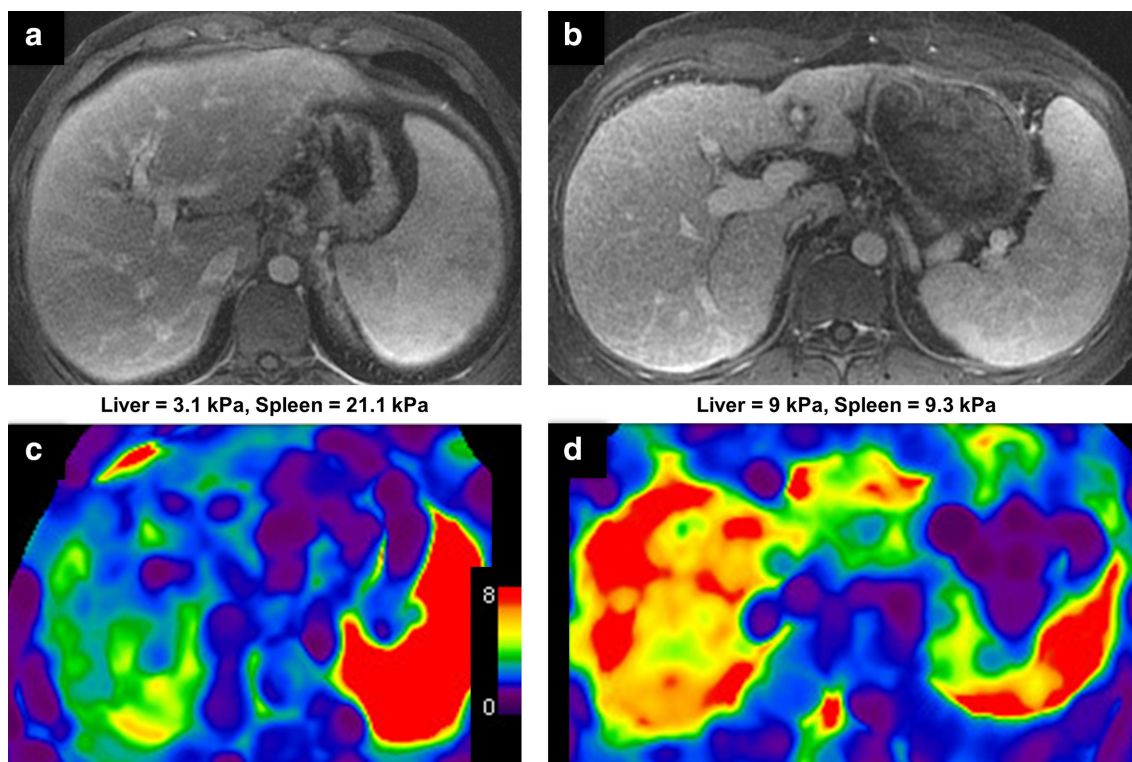 a
b
Liver = 3.1 kPa, Spleen = 21.1 kPa
Liver = 9 kPa, Spleen = 9.3 kPa
c
d
8
0